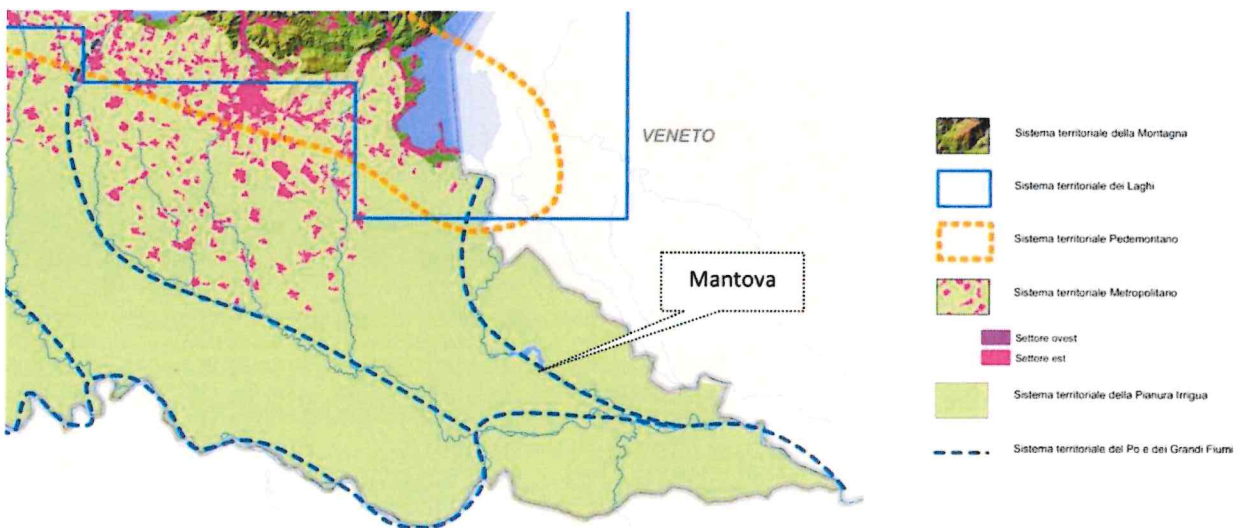 VENETO
Mantova
Sistema territoriale della Montagna
Sistema territoriale dei Laghi
Sistema territoriale Pedemontano
Sistema territoriale Metropolitano
Settore ovest
Settore est
Sistema territoriale della Pianura Irrigua
Sistema territoriale del Po e dei Grandi Fiumi